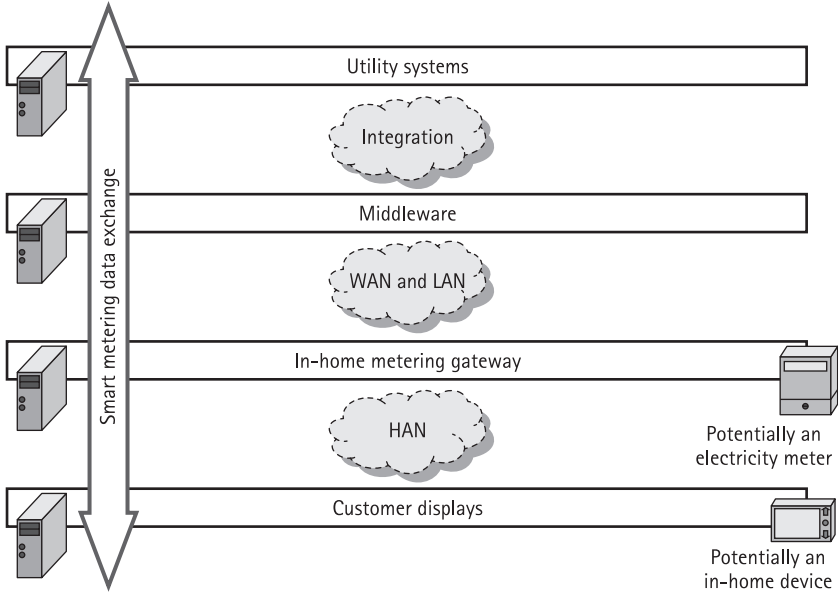 Utility systems
Integration
Smart metering data exchange
Middleware
WAN and LAN
In-home metering gateway
Potentially an
electricity meter
HAN
Customer displays
Potentially an
in-home device